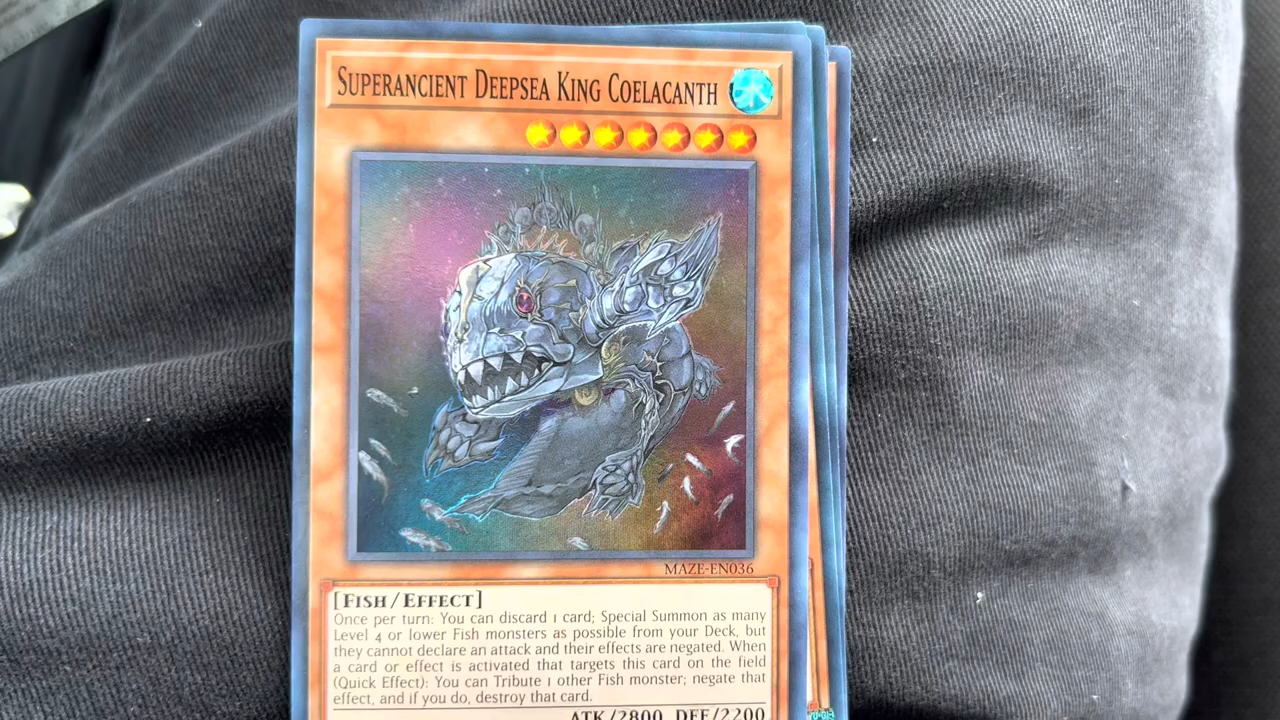 Superancient Deepsea King Coelacanth
MAZE-EN036
[Fish/Effect]
Once per turn: You can discard 1 card; Special Summon as many
Level 4 or lower Fish monsters as possible from your Deck, but
they cannot declare an attack and their effects are negated. When
a card or effect is activated that targets this card on the field
(Quick Effect): You can Tribute 1 other Fish monster; negate that
effect, and if you do, destroy that card.
ATK/2800 DEF/2200